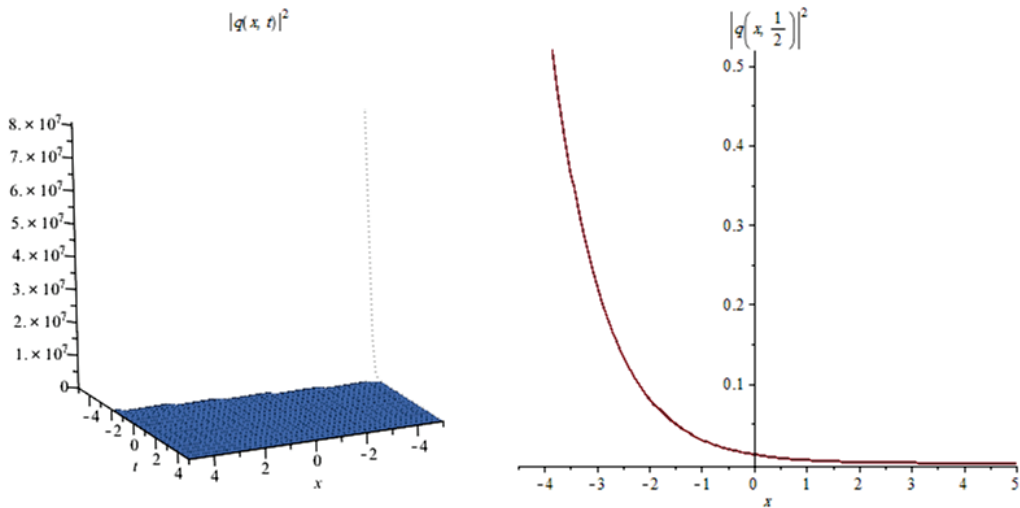 |q(x, t)|²
8. × 10⁷
7. × 10⁷
6. × 10⁷
5. × 10⁷
4. × 10⁷
3. × 10⁷
2. × 10⁷
1. × 10⁷
0
-4
-2
0
2
4
t
4
2
0
-2
-4
x
|q(x, 1/2)|²
0.5
0.4
0.3
0.2
0.1
-4 -3 -2 -1 0 1 2 3 4 5
x